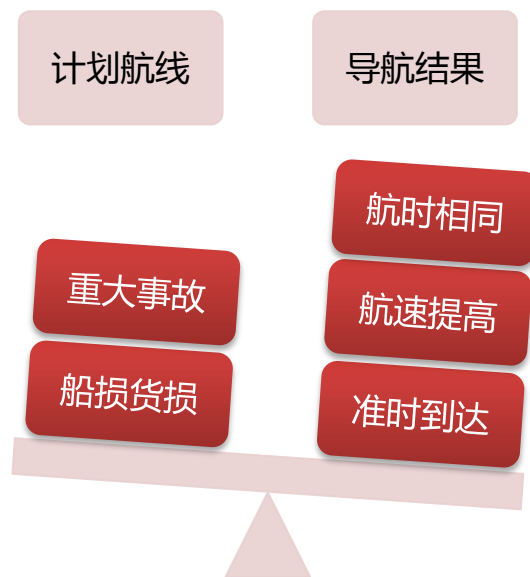 计划航线
导航结果
重大事故
船损货损
航时相同
航速提高
准时到达